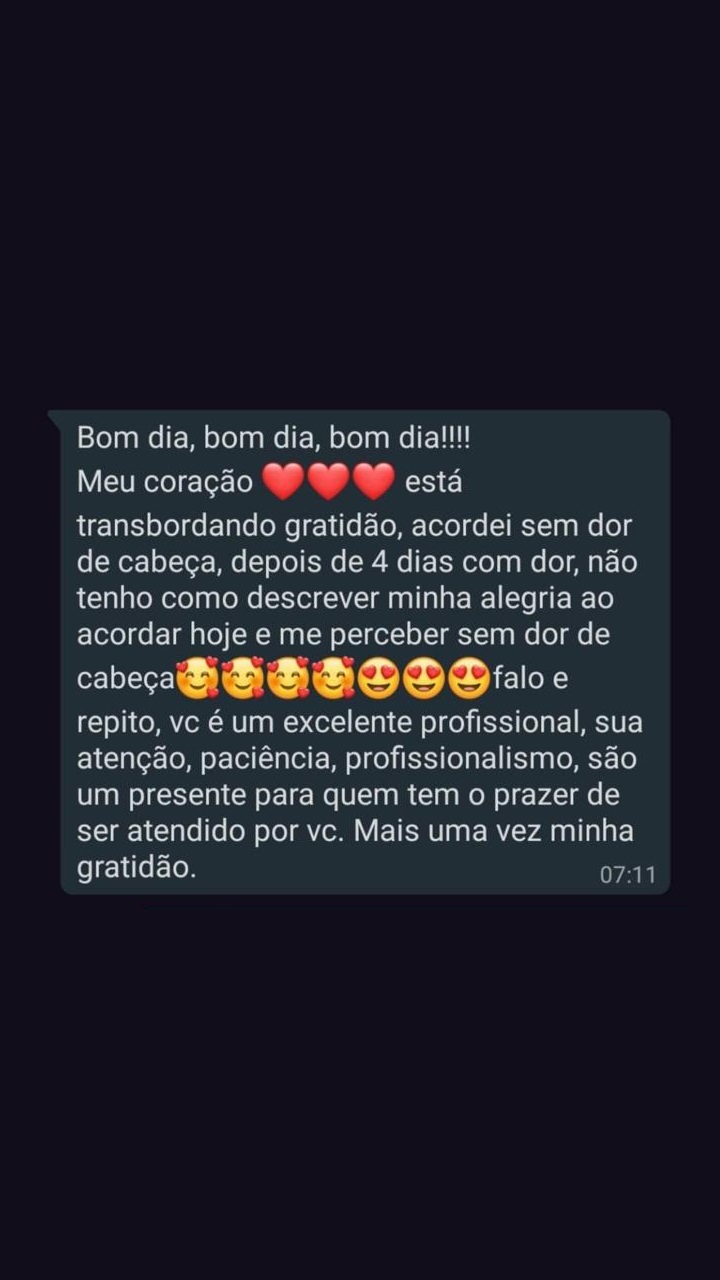 Bom dia, bom dia, bom dia!!!!
Meu coração ❤️❤️❤️ está
transbordando gratidão, acordei sem dor
de cabeça, depois de 4 dias com dor, não
tenho como descrever minha alegria ao
acordar hoje e me perceber sem dor de
cabeça🥰🥰🥰🥰😍😍😍falo e
repito, vc é um excelente profissional, sua
atenção, paciência, profissionalismo, são
um presente para quem tem o prazer de
ser atendido por vc. Mais uma vez minha
gratidão.
07:11